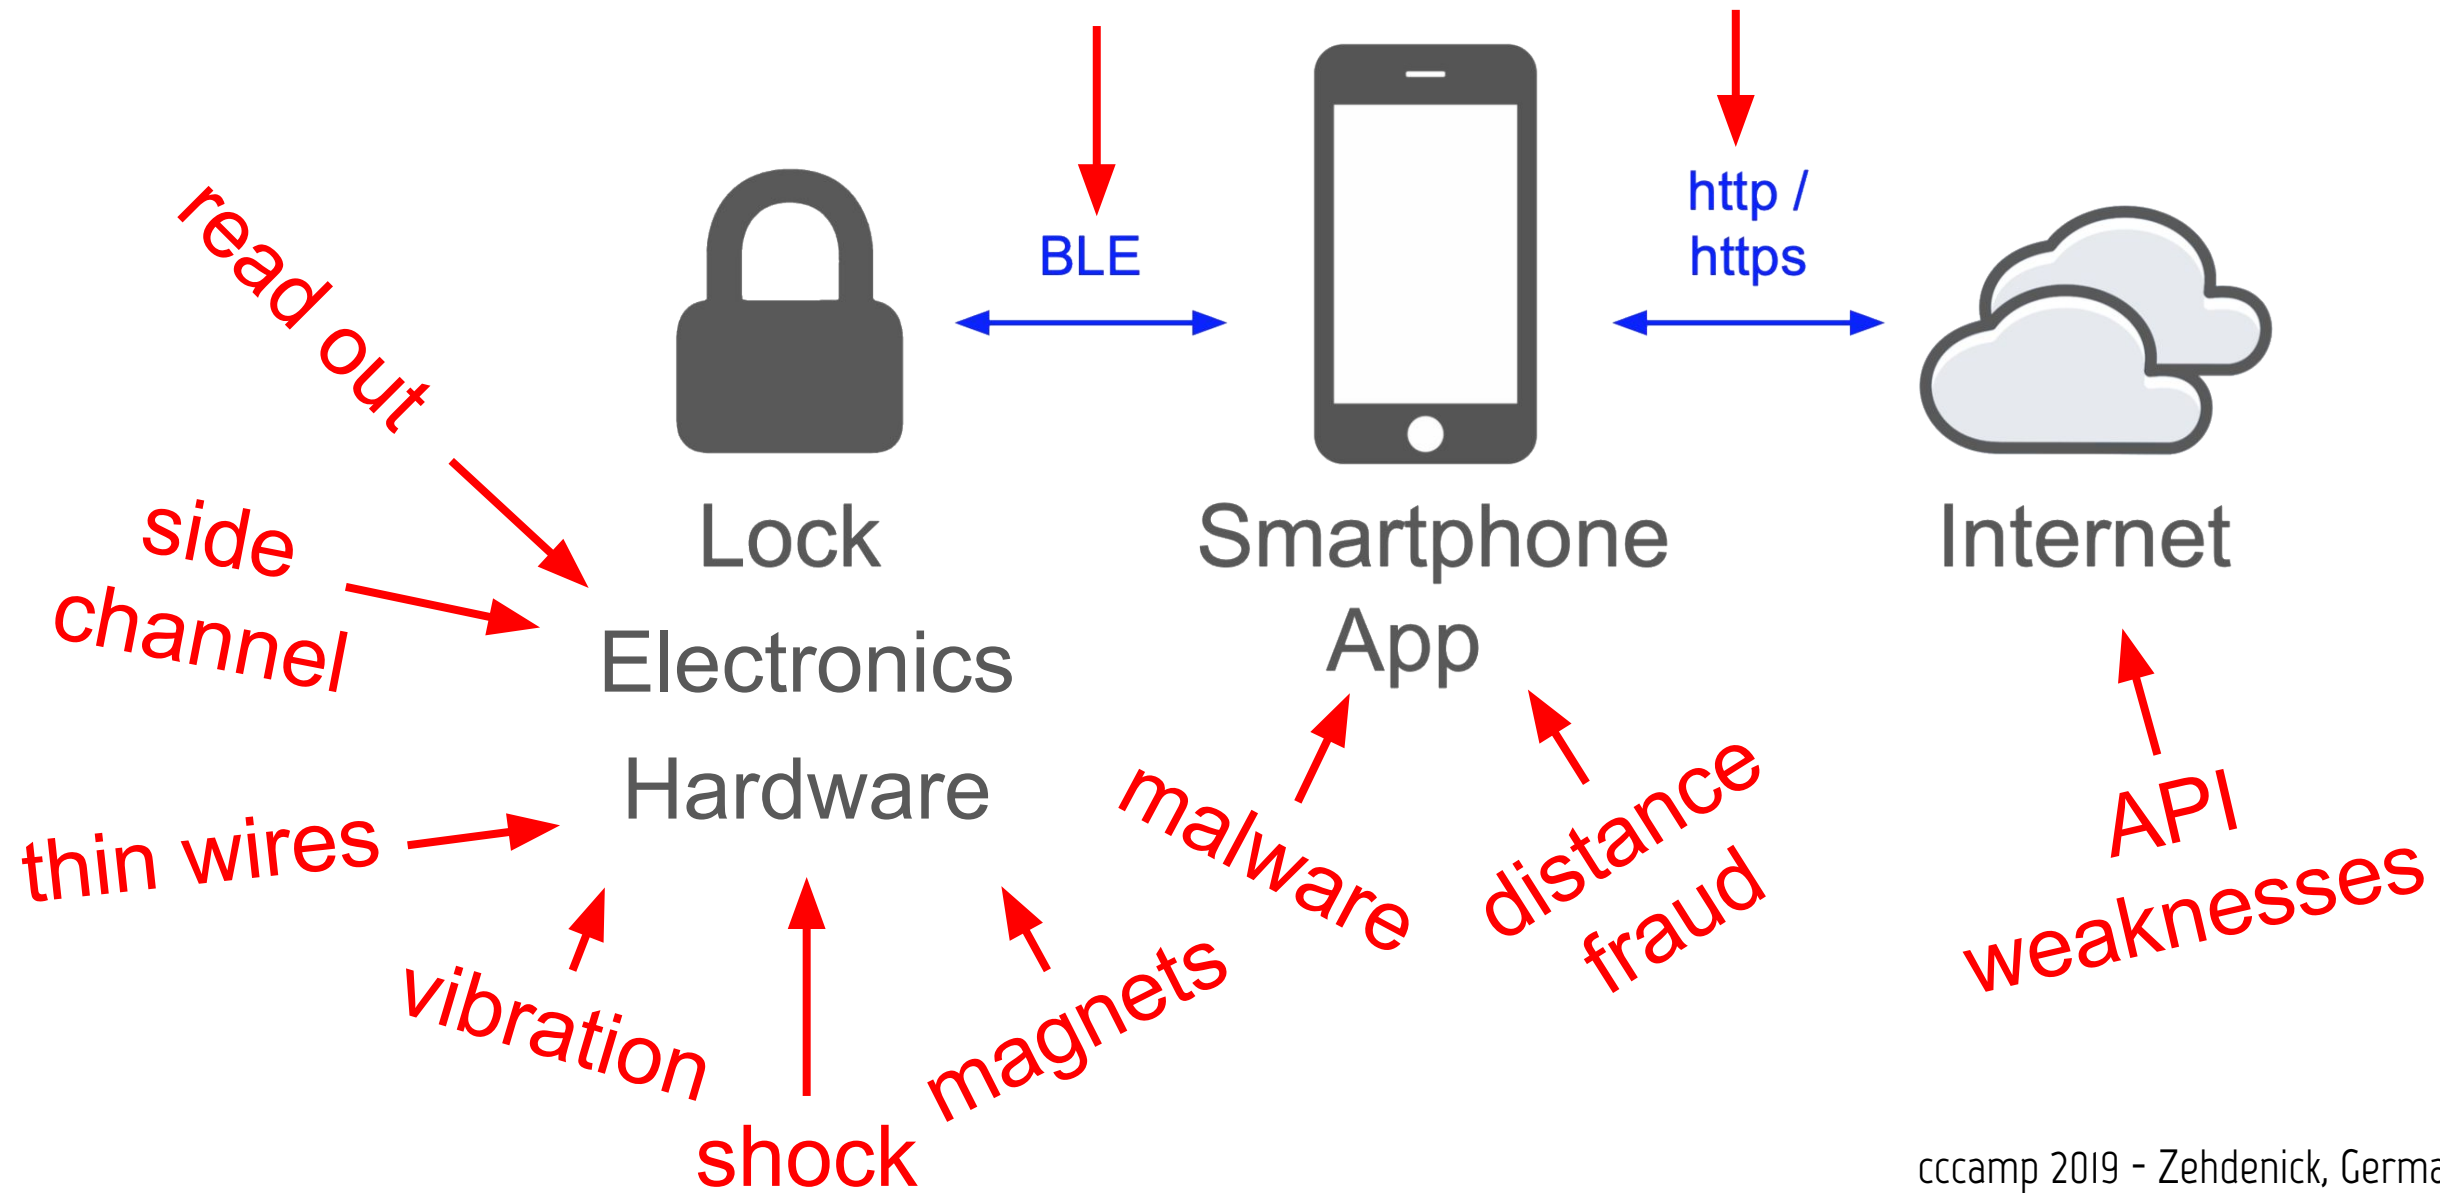 http /
https
BLE
read out
side
channel
Lock
Electronics
Hardware
Smartphone
App
Internet
thin wires
vibration
shock
magnets
malware
distance
fraud
API
weaknesses
cccamp 2019 - Zehdenick, Germa